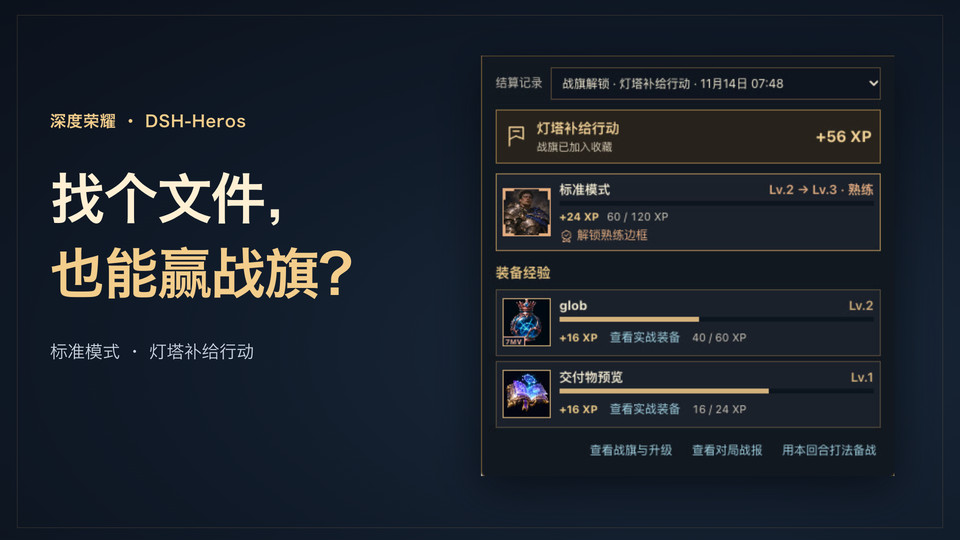 深度荣耀 · DSH-Heros
找个文件，
也能赢战旗？
标准模式 · 灯塔补给行动
结算记录
战旗解锁 · 灯塔补给行动 · 11月14日 07:48
灯塔补给行动
战旗已加入收藏
+56 XP
标准模式
Lv.2 → Lv.3 · 熟练
+24 XP 60 / 120 XP
解锁熟练边框
装备经验
glob
Lv.2
7MV
+16 XP 查看实战装备 40 / 60 XP
交付物预览
Lv.1
+16 XP 查看实战装备 16 / 24 XP
查看战旗与升级 查看对局战报 用本回合打法备战